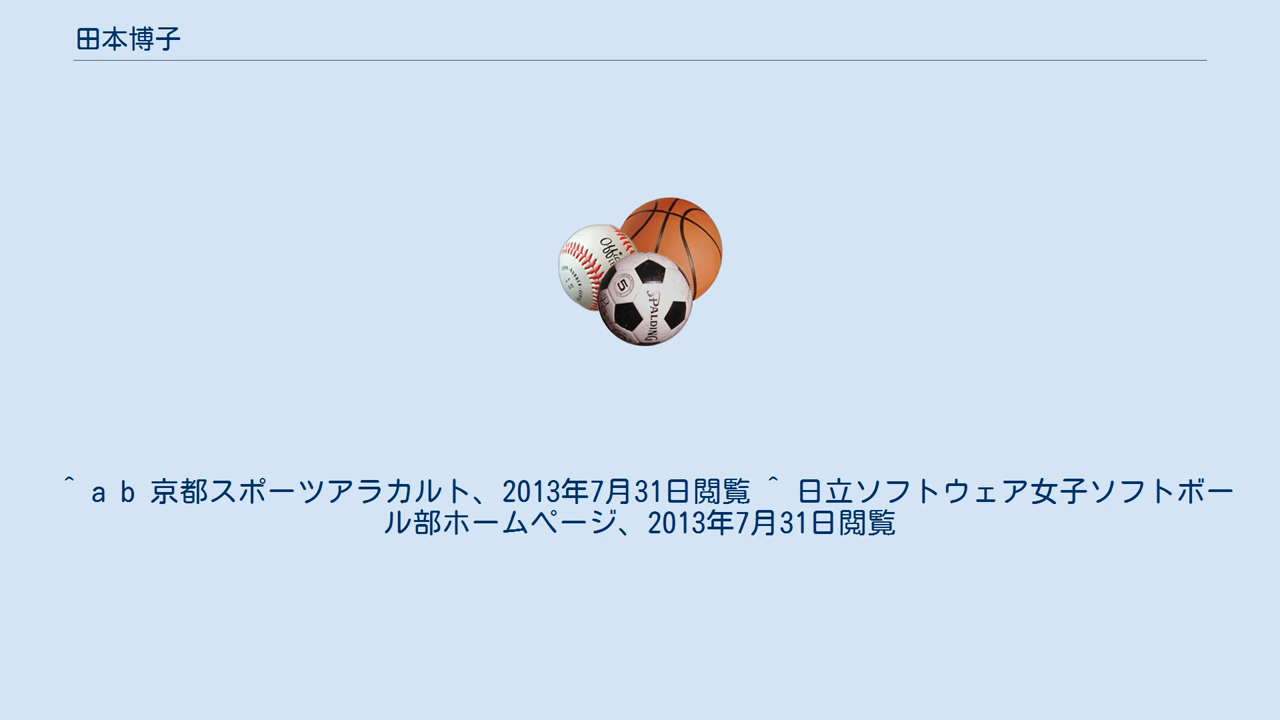 田本博子
Offic
5
SPALDING
^ a b 京都スポーツアラカルト、2013年7月31日閲覧 ^ 日立ソフトウェア女子ソフトボー
ル部ホームページ、2013年7月31日閲覧